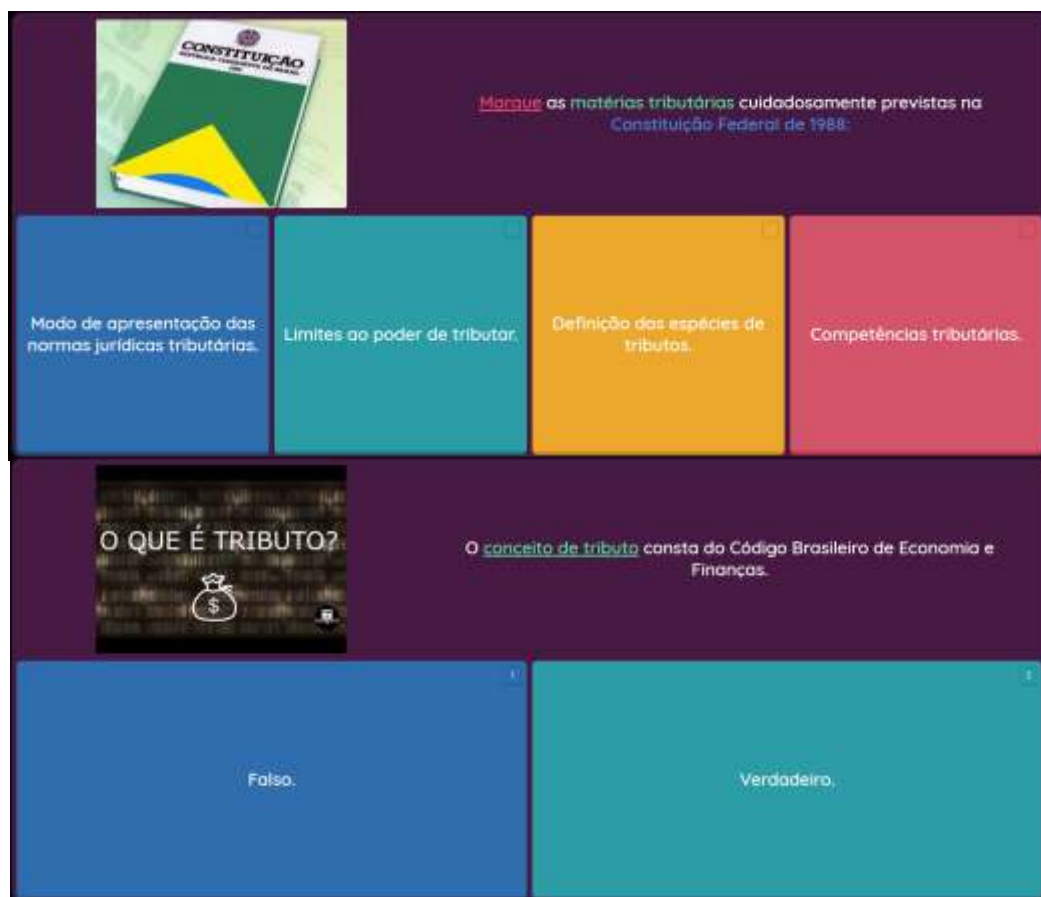 CONSTITUIÇÃO
Marque as matérias tributárias cuidadosamente previstas na
Constituição Federal de 1988:
Modo de apresentação das
normas jurídicas tributárias.
Limites ao poder de tributar.
Definição das espécies de
tributos.
Competências tributárias.
O QUE É TRIBUTO?
$
O conceito de tributo consta do Código Brasileiro de Economia e
Finanças.
Falso.
Verdadeiro.